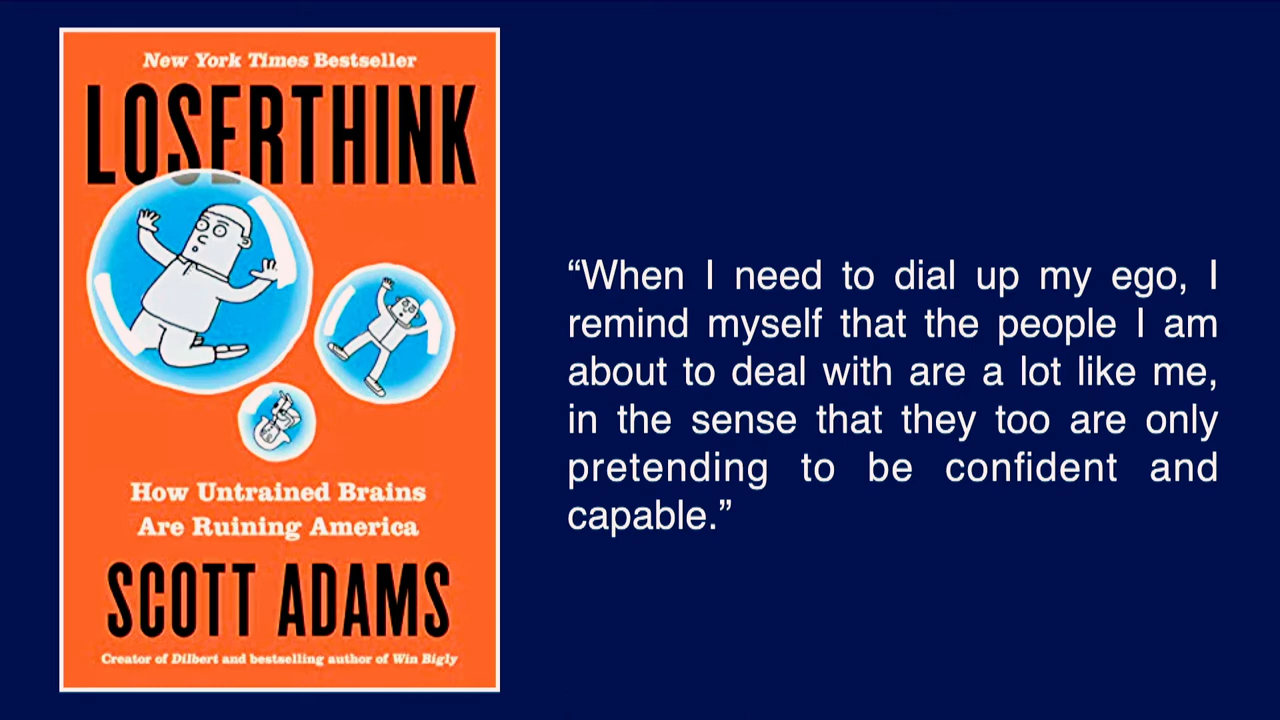 New York Times Bestseller
LOSERTHINK
How Untrained Brains
Are Ruining America
SCOTT ADAMS
Creator of Dilbert and bestselling author of Win Bigly
“When I need to dial up my ego, I
remind myself that the people I am
about to deal with are a lot like me,
in the sense that they too are only
pretending to be confident and
capable.”